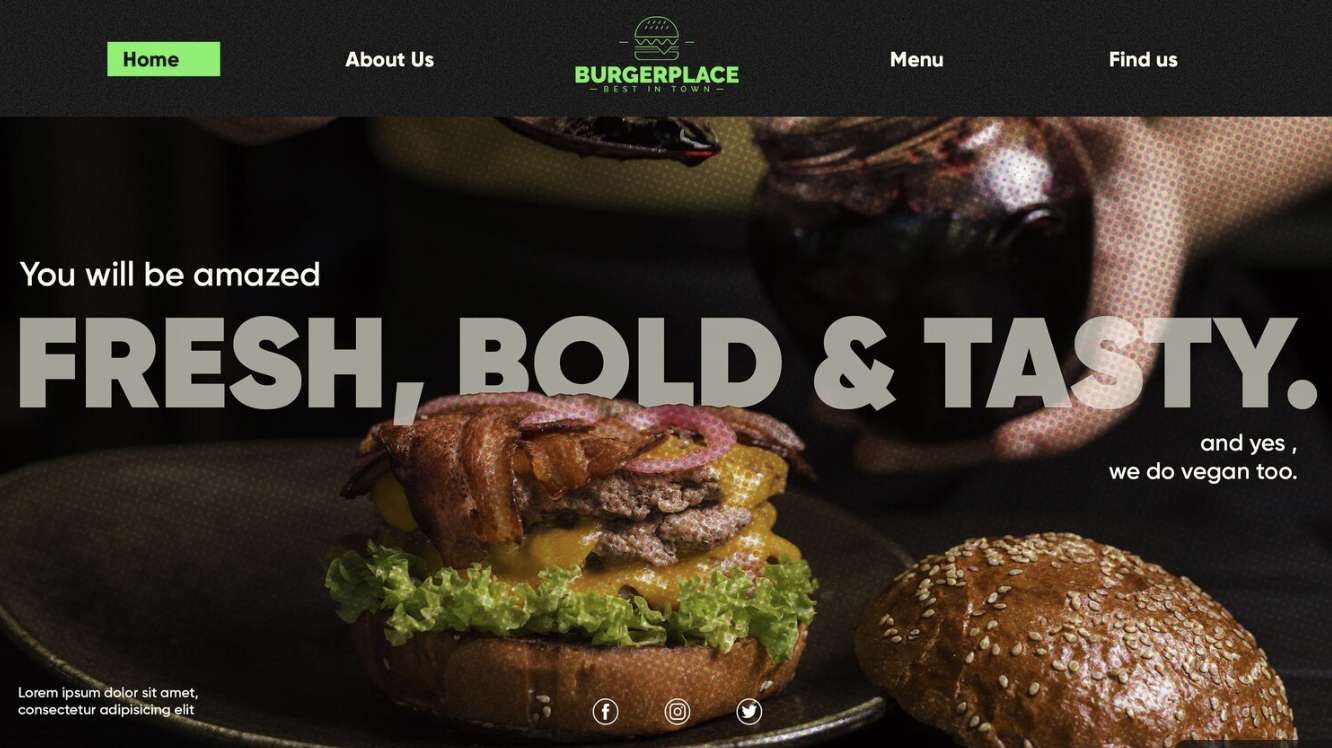 Home
About Us
BURGERPLACE
BEST IN TOWN
Menu
Find us
You will be amazed
FRESH, BOLD & TASTY.
and yes ,
we do vegan too.
Lorem ipsum dolor sit amet,
consectetur adipisicing elit